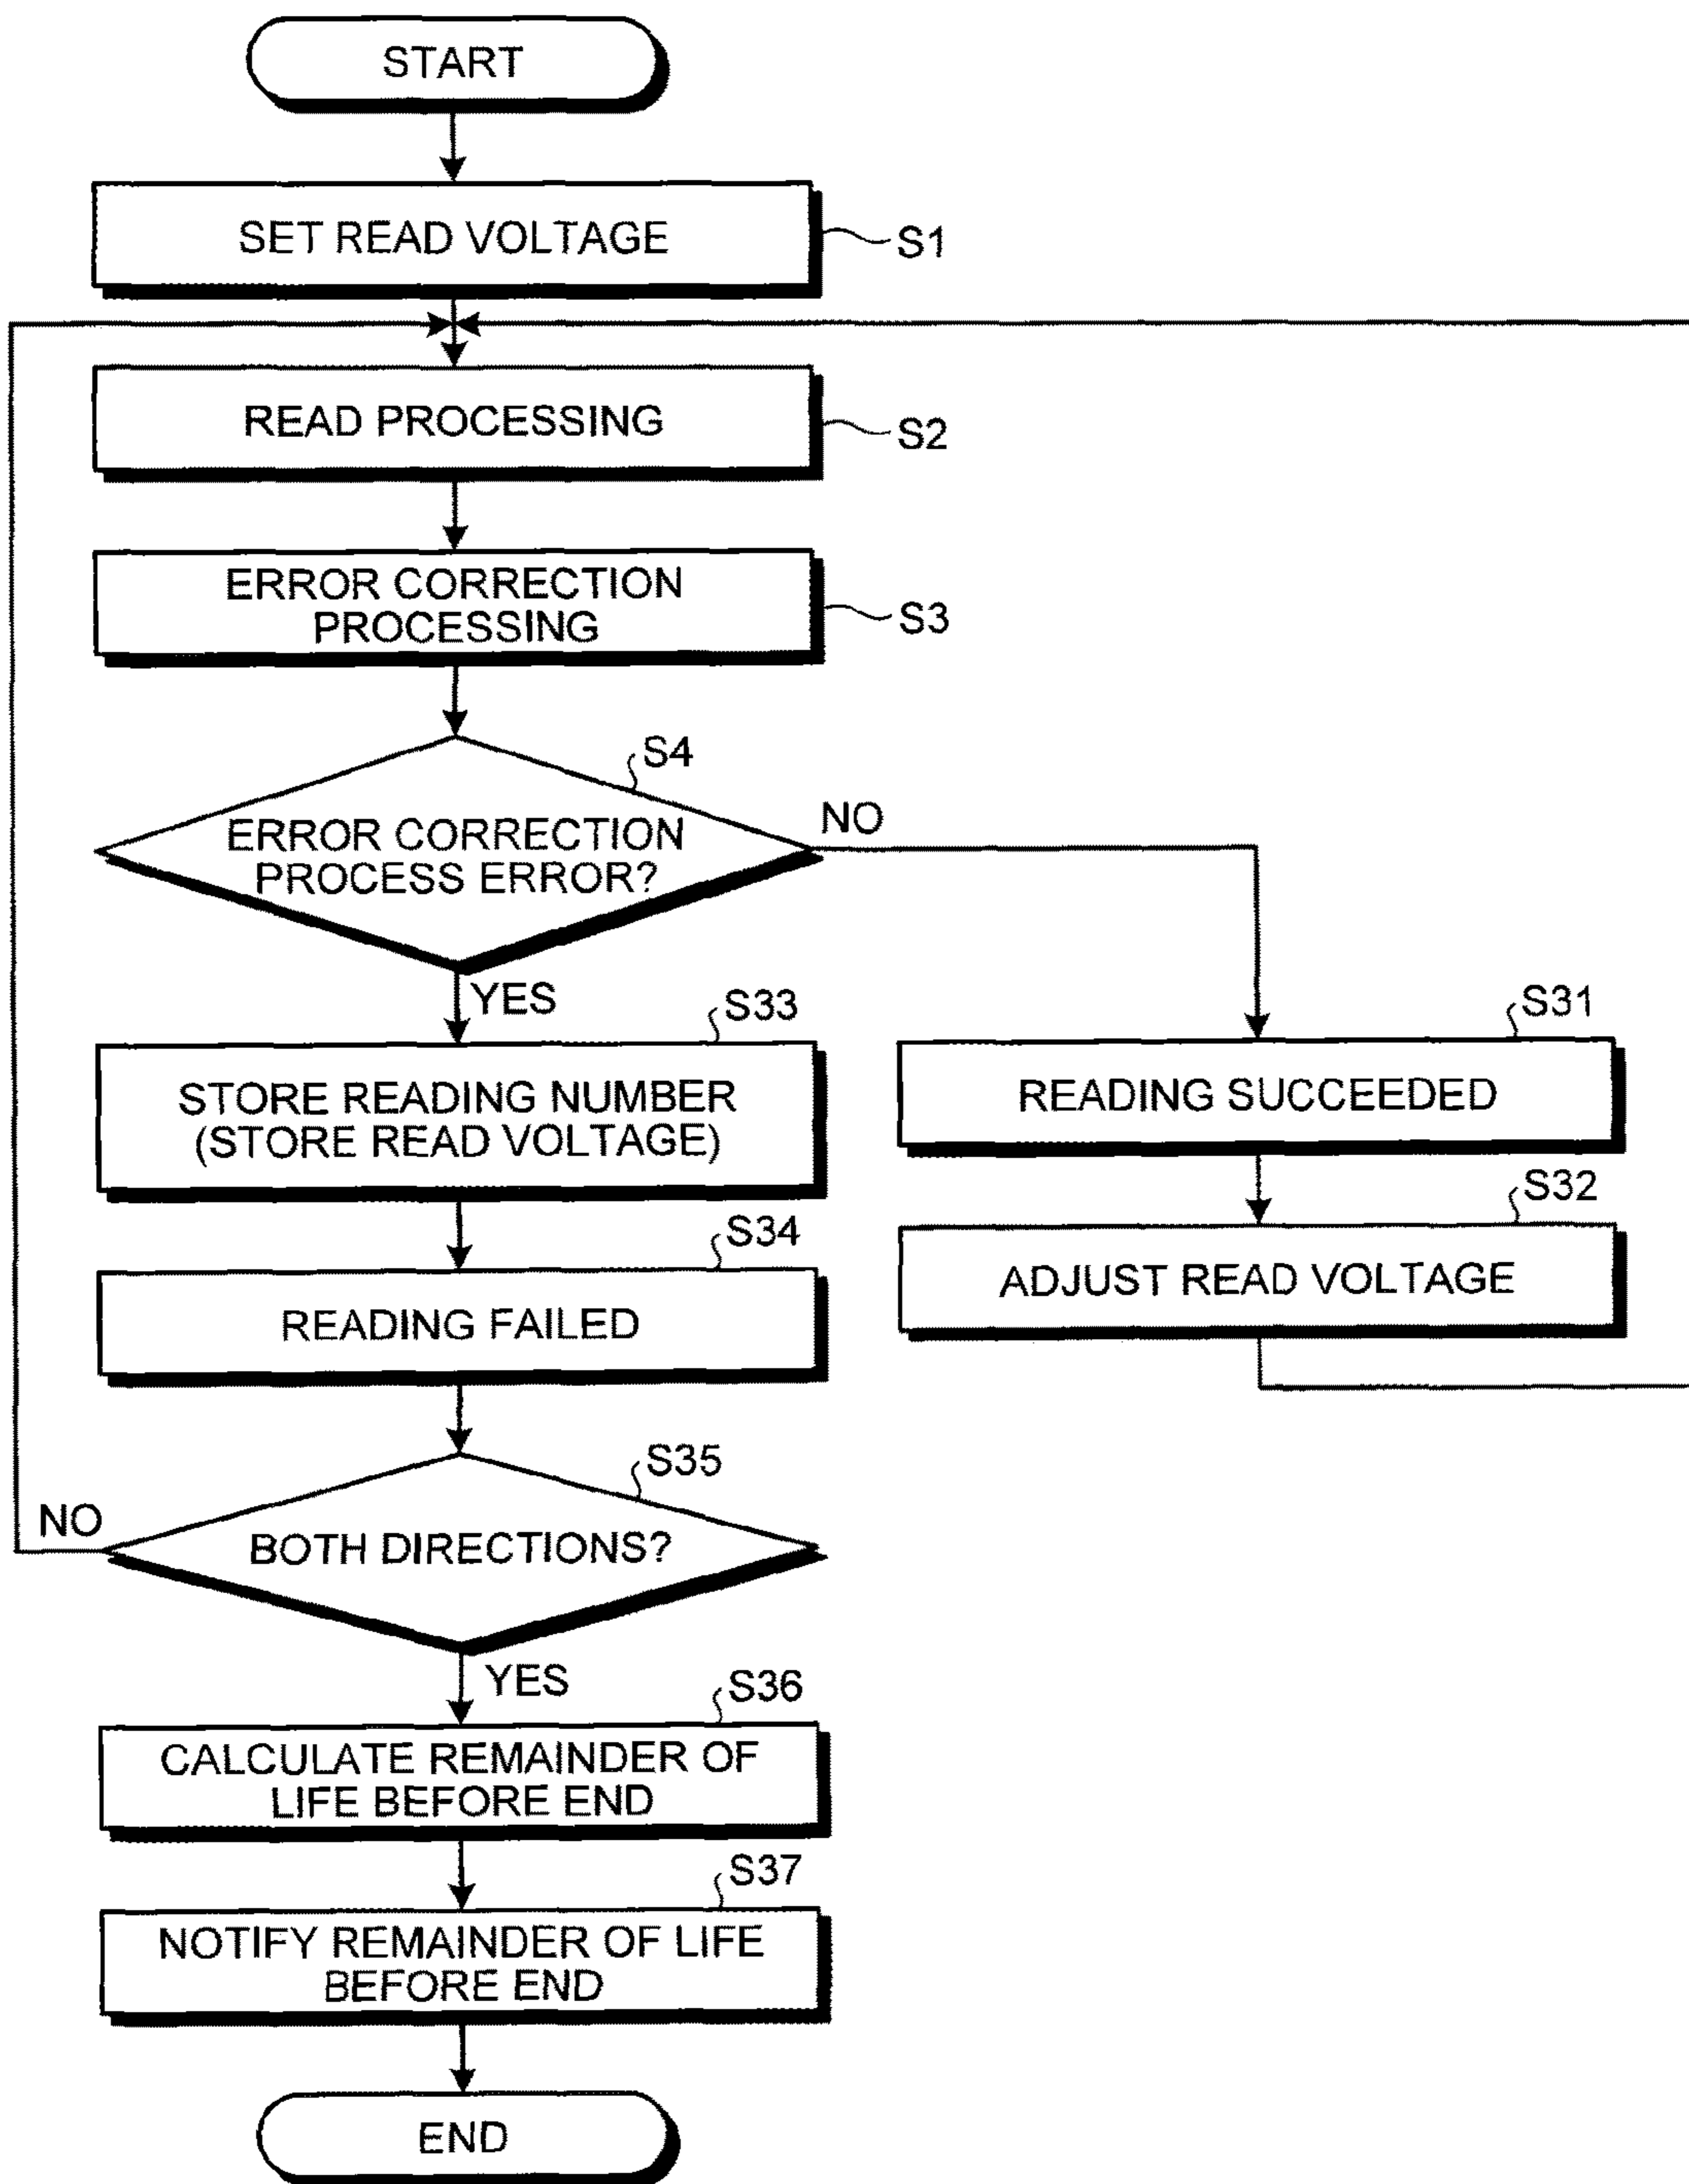 START
SET READ VOLTAGE
S1
READ PROCESSING
S2
ERROR CORRECTION
PROCESSING
S3
S4
ERROR CORRECTION
PROCESS ERROR?
NO
YES
S33
STORE READING NUMBER
(STORE READ VOLTAGE)
S31
READING SUCCEEDED
S32
ADJUST READ VOLTAGE
S34
READING FAILED
S35
BOTH DIRECTIONS?
NO
YES
S36
CALCULATE REMAINDER OF
LIFE BEFORE END
S37
NOTIFY REMAINDER OF LIFE
BEFORE END
END